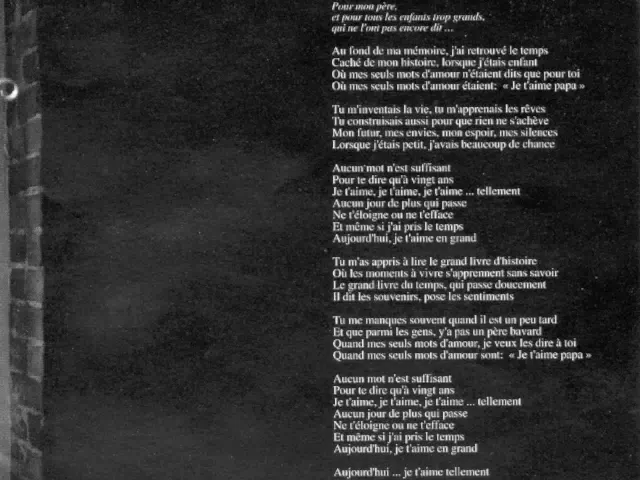 Pour mon père,
et pour tous les enfants trop grands,
qui ne l'ont pas encore dit ...
Au fond de ma mémoire, j'ai retrouvé le temps
Caché de mon histoire, lorsque j'étais enfant
Où mes seuls mots d'amour n'étaient dits que pour toi
Où mes seuls mots d'amour étaient: « Je t'aime papa »
Tu m'inventais la vie, tu m'apprenais les rêves
Tu construisais aussi pour que rien ne s'achève
Mon futur, mes envies, mon espoir, mes silences
Lorsque j'étais petit, j'avais beaucoup de chance
Aucun mot n'est suffisant
Pour te dire qu'à vingt ans
Je t'aime, je t'aime, je t'aime ... tellement
Aucun jour de plus qui passe
Ne t'éloigne ou ne t'efface
Et même si j'ai pris le temps
Aujourd'hui, je t'aime en grand
Tu m'as appris à lire le grand livre d'histoire
Où les moments à vivre s'apprennent sans savoir
Le grand livre du temps, qui passe doucement
Il dit les souvenirs, pose les sentiments
Tu me manques souvent quand il est un peu tard
Et que parmi les gens, y'a pas un père bavard
Quand mes seuls mots d'amour, je veux les dire à toi
Quand mes seuls mots d'amour sont: « Je t'aime papa »
Aucun mot n'est suffisant
Pour te dire qu'à vingt ans
Je t'aime, je t'aime, je t'aime ... tellement
Aucun jour de plus qui passe
Ne t'éloigne ou ne t'efface
Et même si j'ai pris le temps
Aujourd'hui, je t'aime en grand
Aujourd'hui ... je t'aime tellement